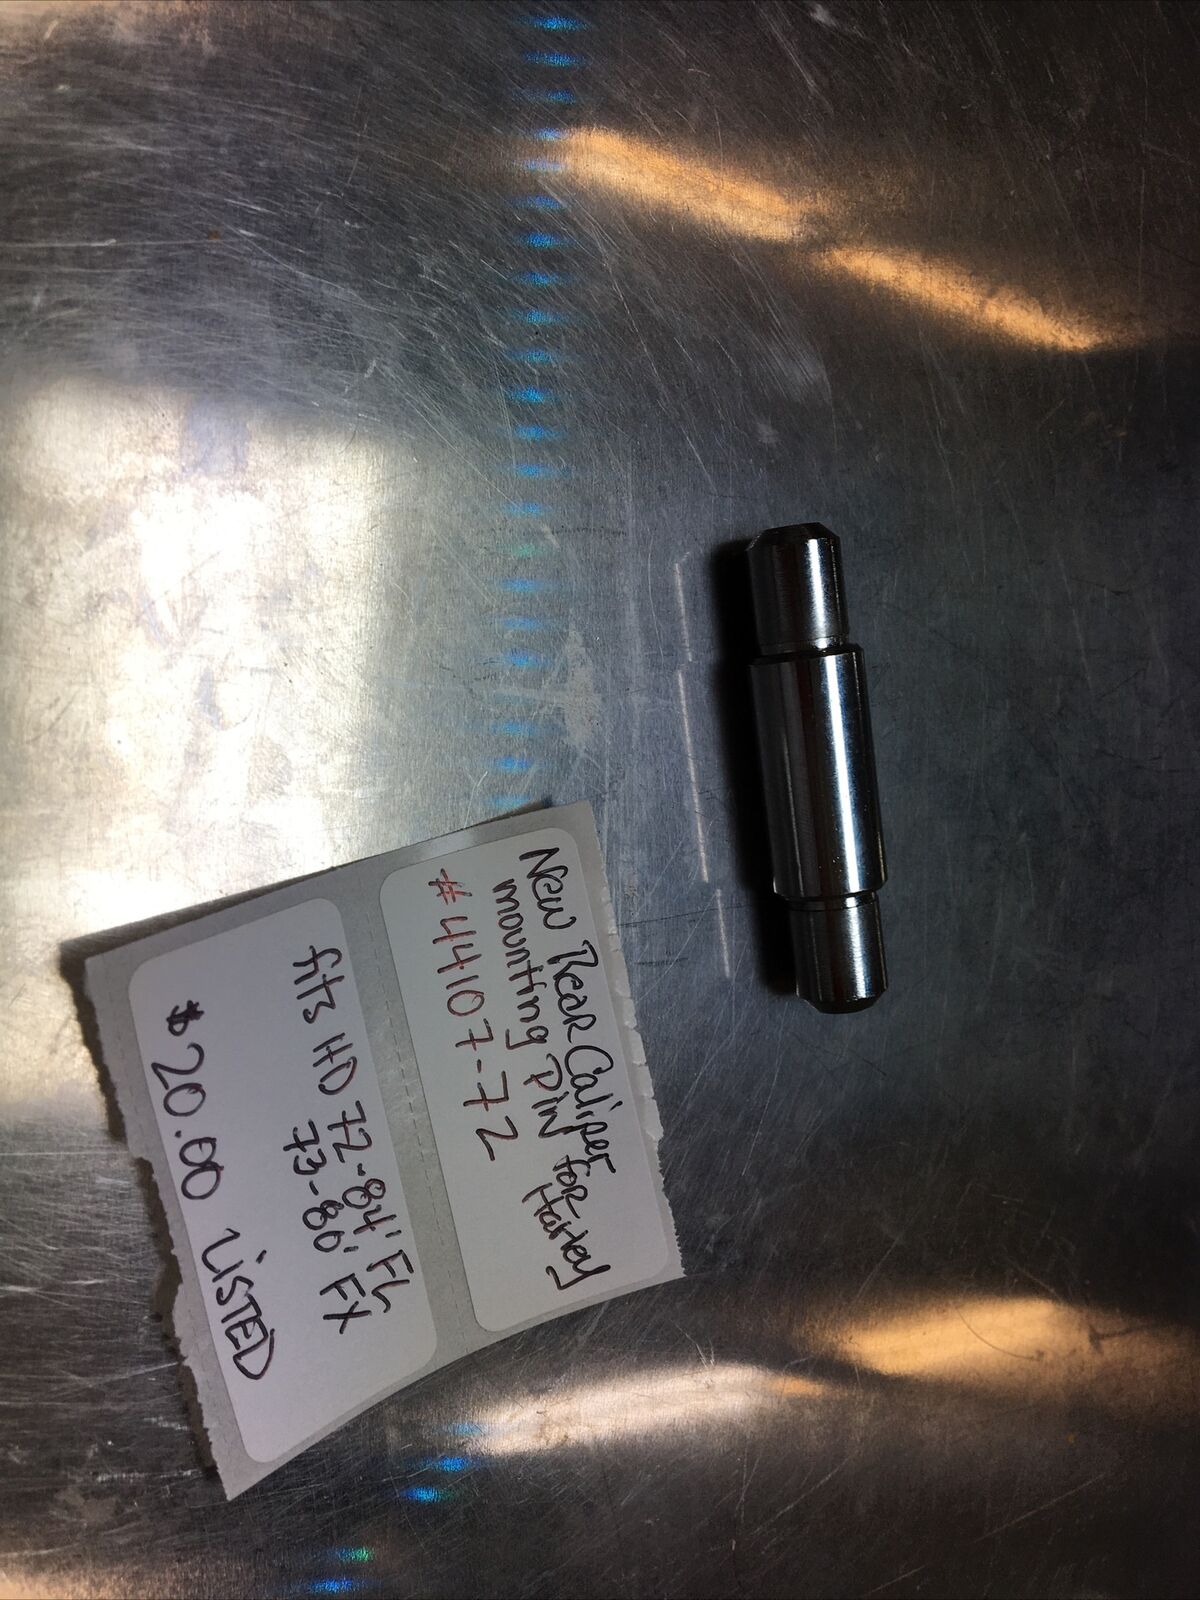 New Rear Caliper
mounting Pin for Harley
#44107-72
fits HD 72-84' FL
73-80' FX
$20.00 LiSTED